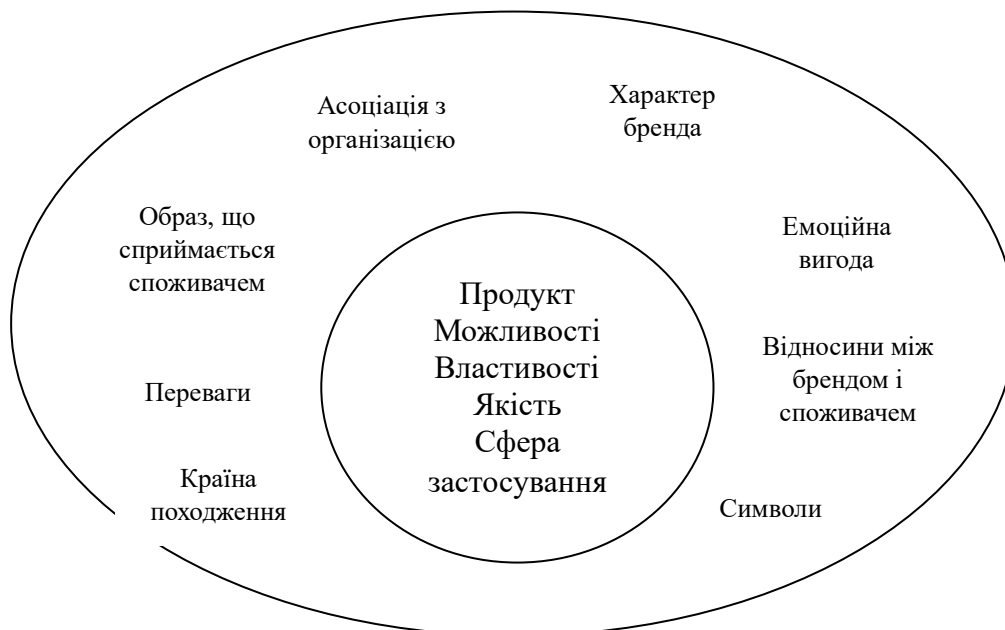 Асоціація з
організацією
Характер
бренда
Образ, що
сприймається
споживачем
Емоційна
вигода
Продукт
Можливості
Властивості
Якість
Сфера
застосування
Відносини між
брендом і
споживачем
Переваги
Країна
походження
Символи